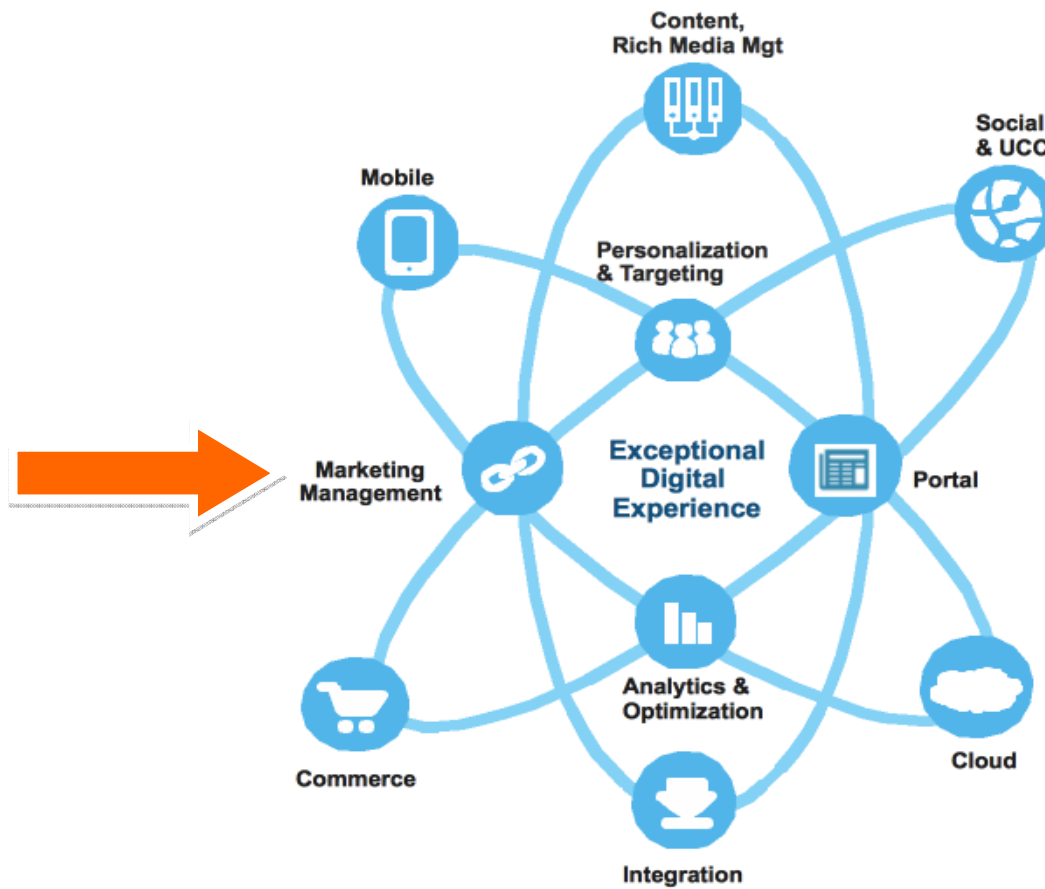 Content,
Rich Media Mgt
Social
& UCC
Mobile
Personalization
& Targeting
Exceptional
Digital
Experience
Marketing
Management
Portal
Analytics &
Optimization
Cloud
Commerce
Integration